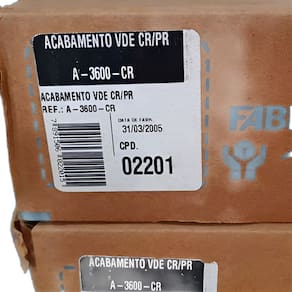 ACABAMENTO VDE CR/PR
A-3600-CR
ACABAMENTO VDE CR/PR
REF.: A-3600-CR
DATA DE FABR.
31/03/2005
CPD.
02201
FAB
ACABAMENTO VDE CR/PR
A-3600-CR